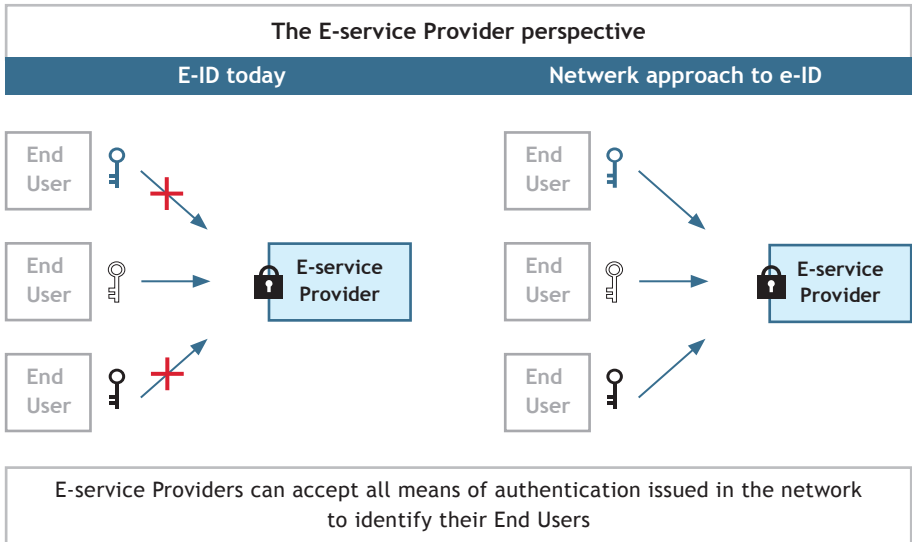 The E-service Provider perspective
E-ID today
Netwerk approach to e-ID
End
User
End
User
End
User
E-service
Provider
End
User
End
User
End
User
E-service
Provider
E-service Providers can accept all means of authentication issued in the network
to identify their End Users